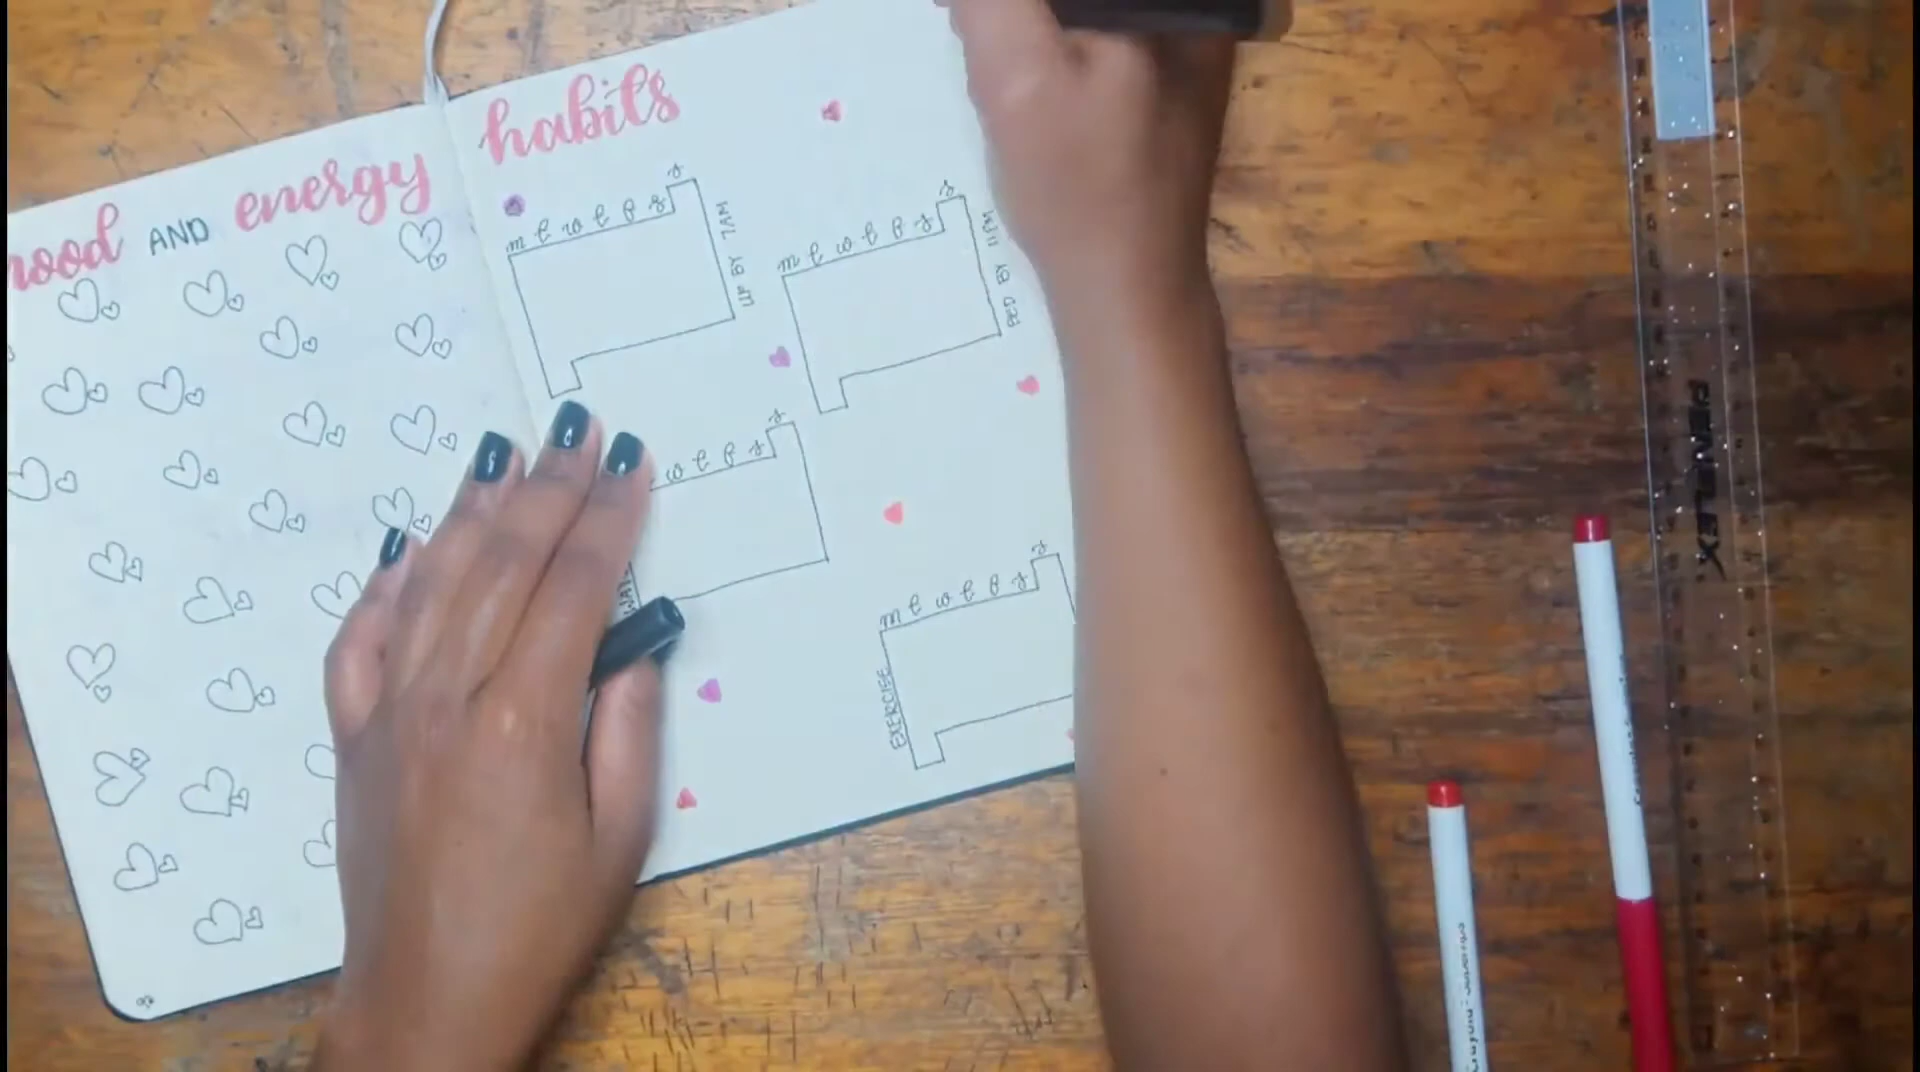 mood AND energy
habits
m t w t f s s
UP BY 7AM
m t w t f s s
BED BY 11PM
w t f s s
m t w t f s s
EXERCISE
PENFLEX